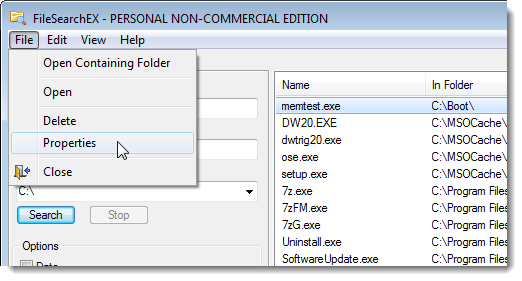 FileSearchEX - PERSONAL NON-COMMERCIAL EDITION
File Edit View Help
Open Containing Folder
Open
Delete
Properties
Close
C:\
Search Stop
Options
Name In Folder
memtest.exe C:\Boot\
DW20.EXE C:\MSOCache\
dwtrig20.exe C:\MSOCache\
ose.exe C:\MSOCache\
setup.exe C:\MSOCache\
7z.exe C:\Program Files
7zFM.exe C:\Program Files
7zG.exe C:\Program Files
Uninstall.exe C:\Program Files
SoftwareUpdate.exe C:\Program Files